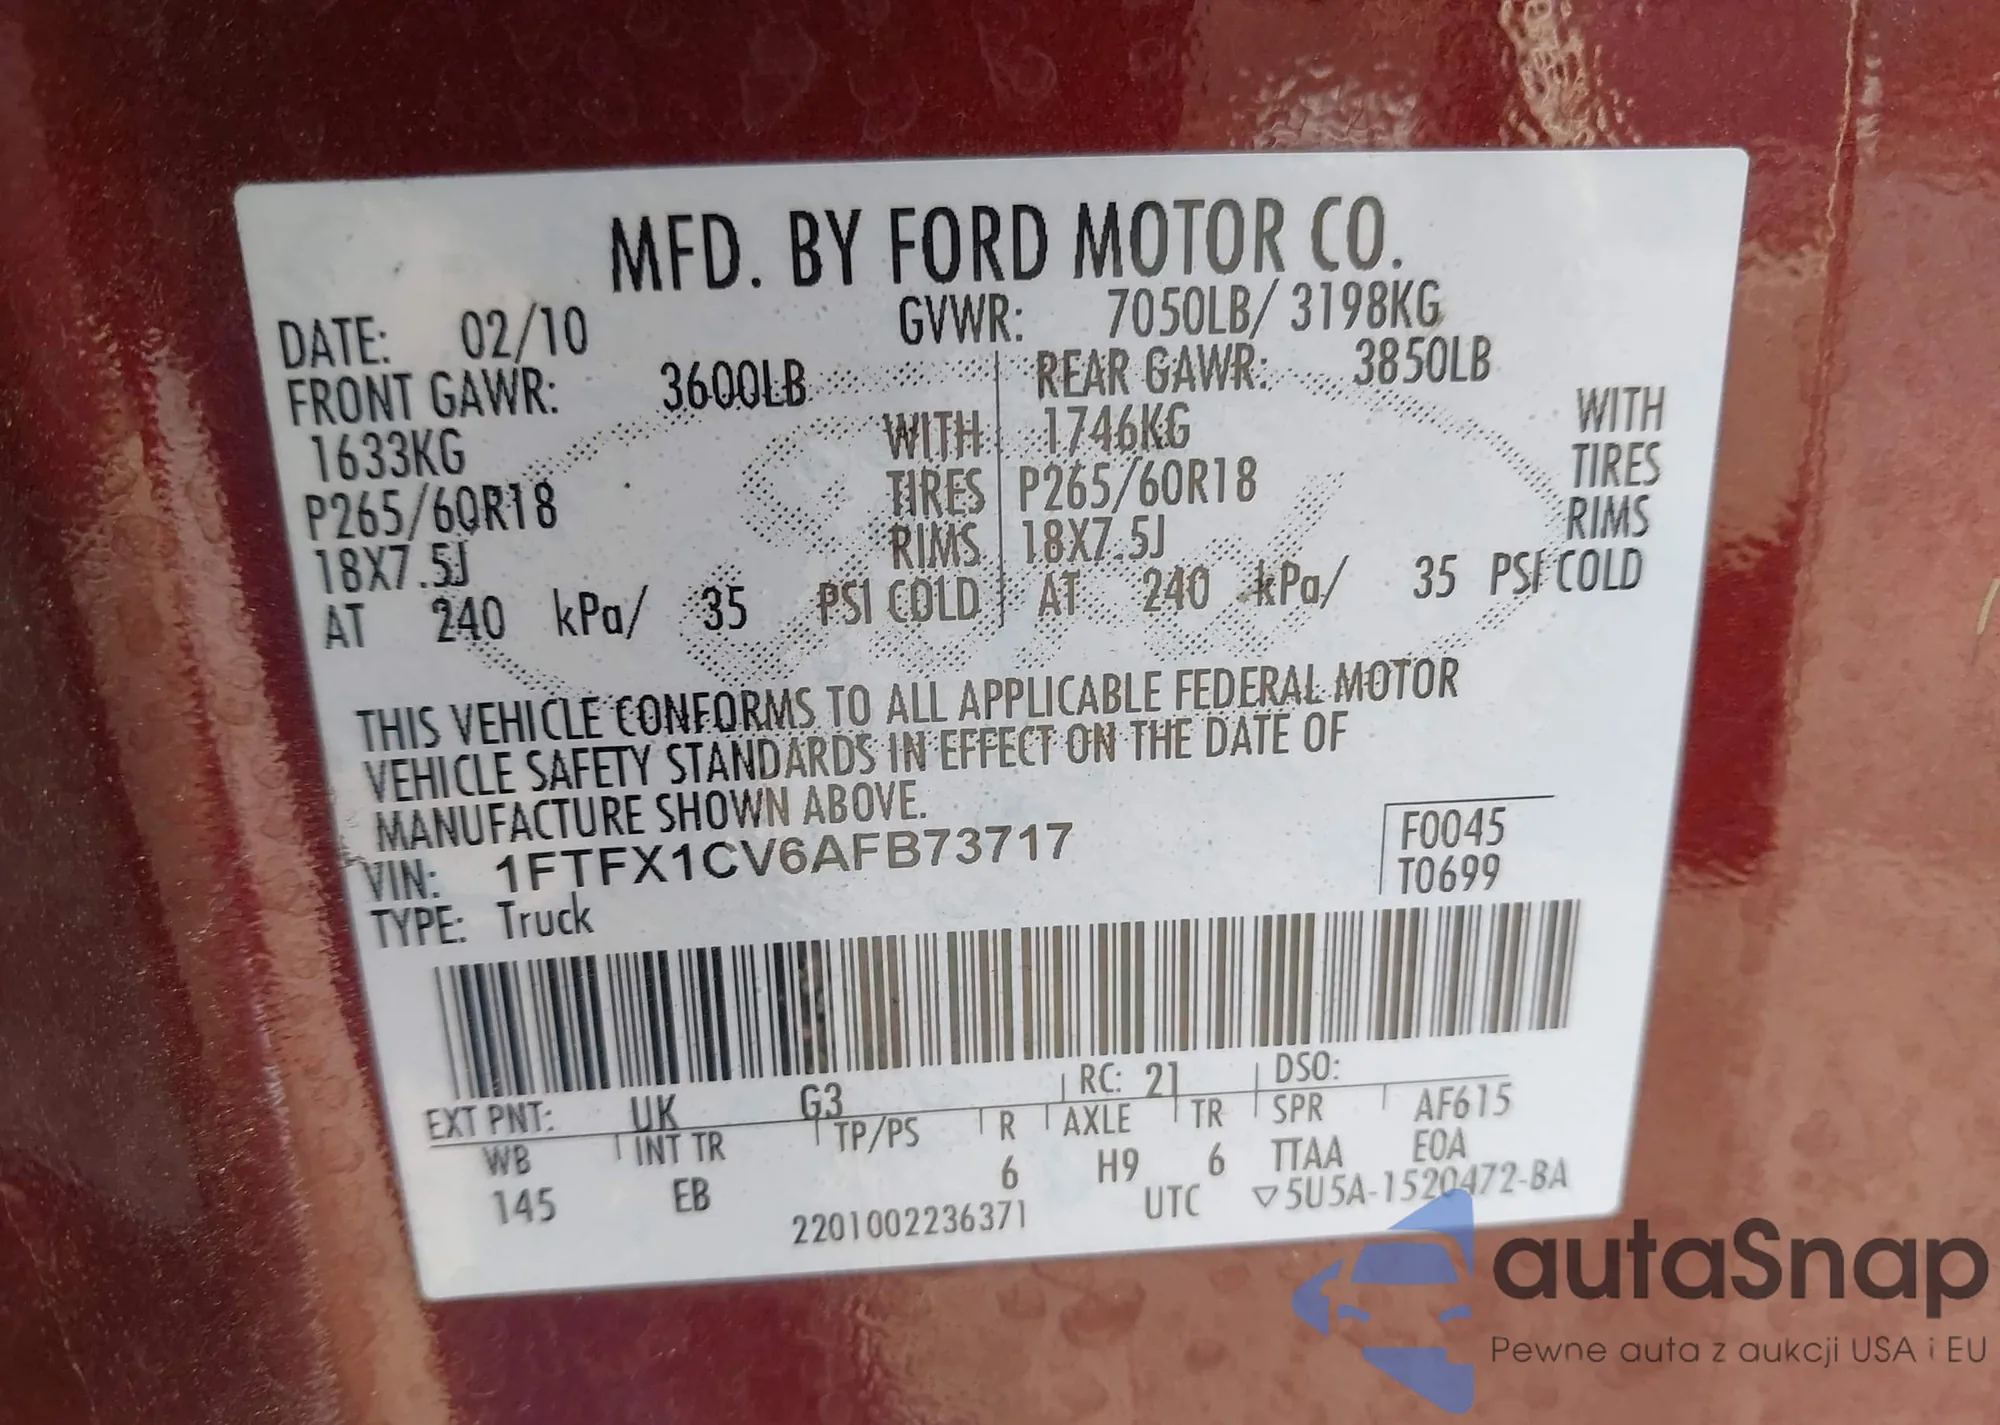 MFD. BY FORD MOTOR CO.
DATE: 02/10 GVWR: 7050LB/ 3198KG
FRONT GAWR: 3600LB REAR GAWR: 3850LB
1633KG WITH 1746KG WITH
P265/60R18 TIRES P265/60R18 TIRES
18X7.5J RIMS 18X7.5J RIMS
AT 240 kPa/ 35 PSI COLD AT 240 kPa/ 35 PSI COLD
THIS VEHICLE CONFORMS TO ALL APPLICABLE FEDERAL MOTOR
VEHICLE SAFETY STANDARDS IN EFFECT ON THE DATE OF
MANUFACTURE SHOWN ABOVE.
VIN: 1FTFX1CV6AFB73717
F0045
TYPE: Truck
T0699
EXT PNT: UK G3 RC: 21 DSO:
WB INT TR TP/PS R AXLE TR SPR AF615
145 EB 6 H9 6 TTAA E0A
2201002236371 UTC ▽5U5A-1520472-BA
autaSnap
Pewne auta z aukcji USA i EU